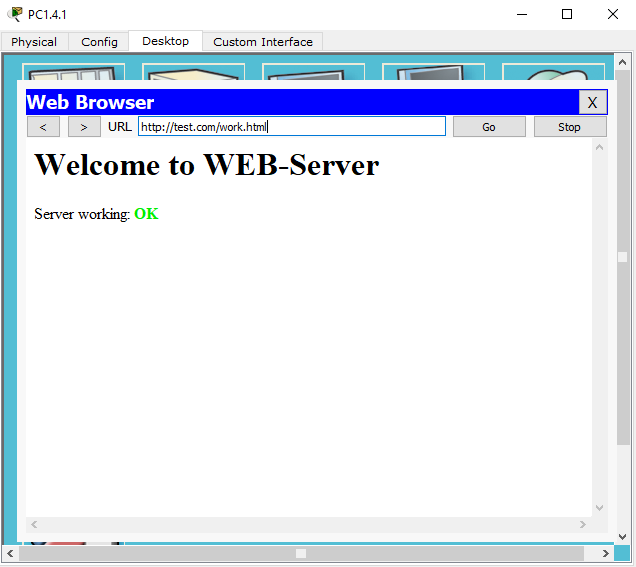 PC1.4.1
Physical Config Desktop Custom Interface
Web Browser X
< > URL http://test.com/work.html Go Stop
Welcome to WEB-Server
Server working: OK